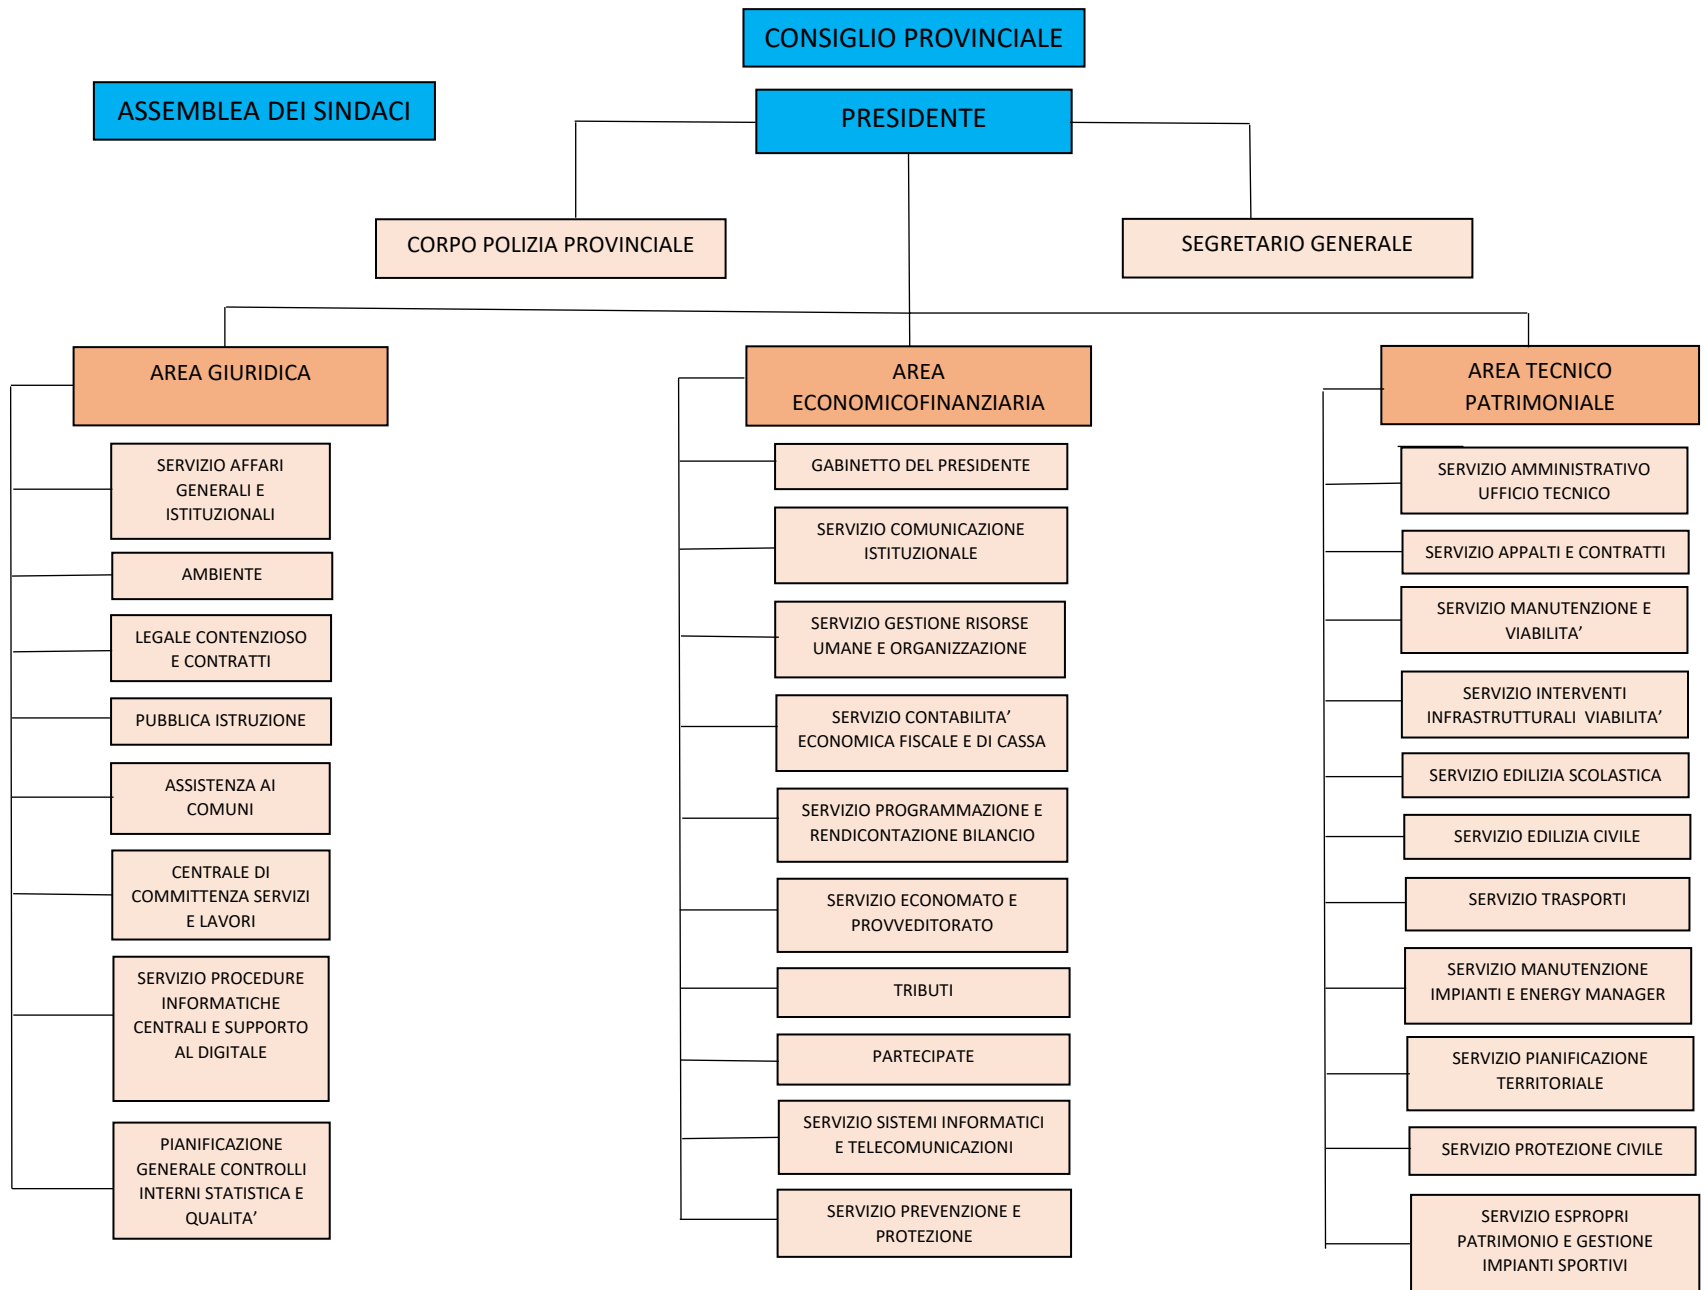 CONSIGLIO PROVINCIALE
ASSEMBLEA DEI SINDACI
PRESIDENTE
CORPO POLIZIA PROVINCIALE
SEGRETARIO GENERALE
AREA GIURIDICA
SERVIZIO AFFARI
GENERALI E
ISTITUZIONALI
AMBIENTE
LEGALE CONTENZIOSO
E CONTRATTI
PUBBLICA ISTRUZIONE
ASSISTENZA AI
COMUNI
CENTRALE DI
COMMITTENZA SERVIZI
E LAVORI
SERVIZIO PROCEDURE
INFORMATICHE
CENTRALI E SUPPORTO
AL DIGITALE
PIANIFICAZIONE
GENERALE CONTROLLI
INTERNI STATISTICA E
QUALITA’
AREA
ECONOMICOFINANZIARIA
GABINETTO DEL PRESIDENTE
SERVIZIO COMUNICAZIONE
ISTITUZIONALE
SERVIZIO GESTIONE RISORSE
UMANE E ORGANIZZAZIONE
SERVIZIO CONTABILITA’
ECONOMICA FISCALE E DI CASSA
SERVIZIO PROGRAMMAZIONE E
RENDICONTAZIONE BILANCIO
SERVIZIO ECONOMATO E
PROVVEDITORATO
TRIBUTI
PARTECIPATE
SERVIZIO SISTEMI INFORMATICI
E TELECOMUNICAZIONI
SERVIZIO PREVENZIONE E
PROTEZIONE
AREA TECNICO
PATRIMONIALE
SERVIZIO AMMINISTRATIVO
UFFICIO TECNICO
SERVIZIO APPALTI E CONTRATTI
SERVIZIO MANUTENZIONE E
VIABILITA’
SERVIZIO INTERVENTI
INFRASTRUTTURALI VIABILITA’
SERVIZIO EDILIZIA SCOLASTICA
SERVIZIO EDILIZIA CIVILE
SERVIZIO TRASPORTI
SERVIZIO MANUTENZIONE
IMPIANTI E ENERGY MANAGER
SERVIZIO PIANIFICAZIONE
TERRITORIALE
SERVIZIO PROTEZIONE CIVILE
SERVIZIO ESPROPRI
PATRIMONIO E GESTIONE
IMPIANTI SPORTIVI